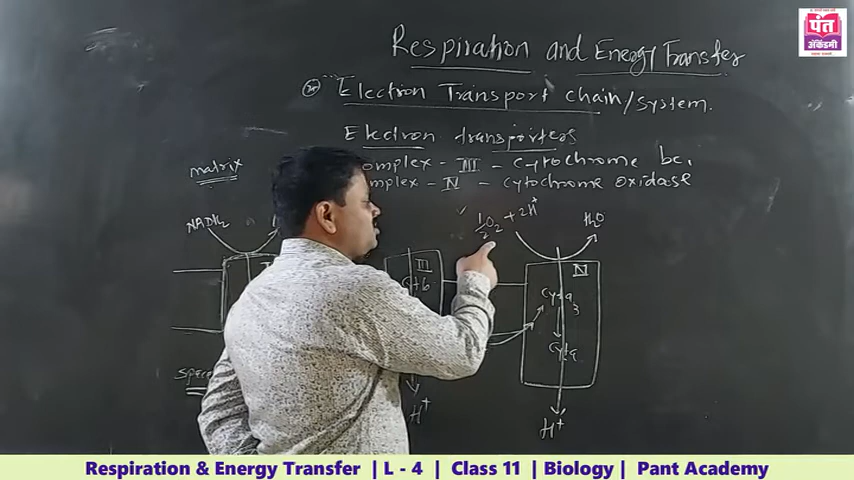 पंत
ॲकॅडमी
Respiration and Energy Transfer
Electron Transport chain/system.
Electron transporters
omplex - III - Cytochrome bc1
mplex - IV - Cytochrome oxidase
matrix
NADH2
1/2 O2 + 2H+
H2O
III
Cyt b
IV
Cyt a3
Cyt a
Space
H+
H+
Respiration & Energy Transfer | L - 4 | Class 11 | Biology | Pant Academy